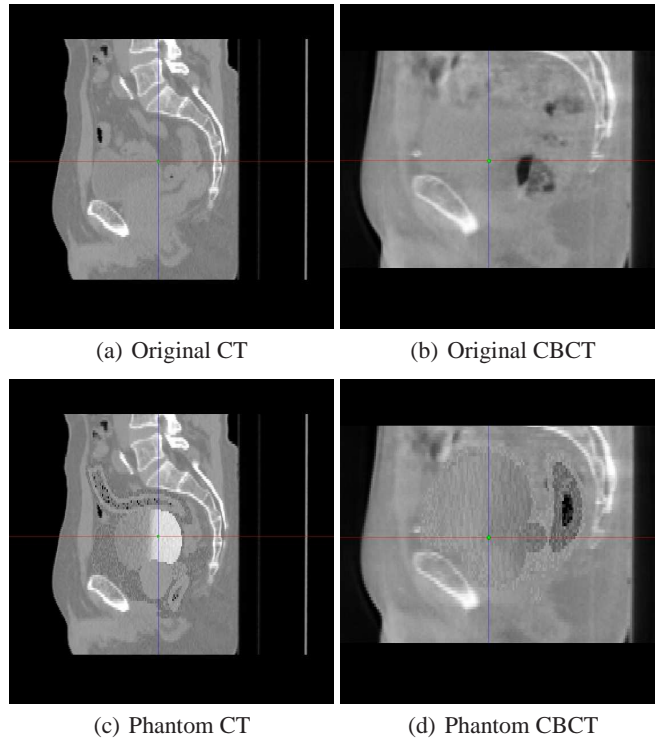 (a) Original CT
(b) Original CBCT
(c) Phantom CT
(d) Phantom CBCT